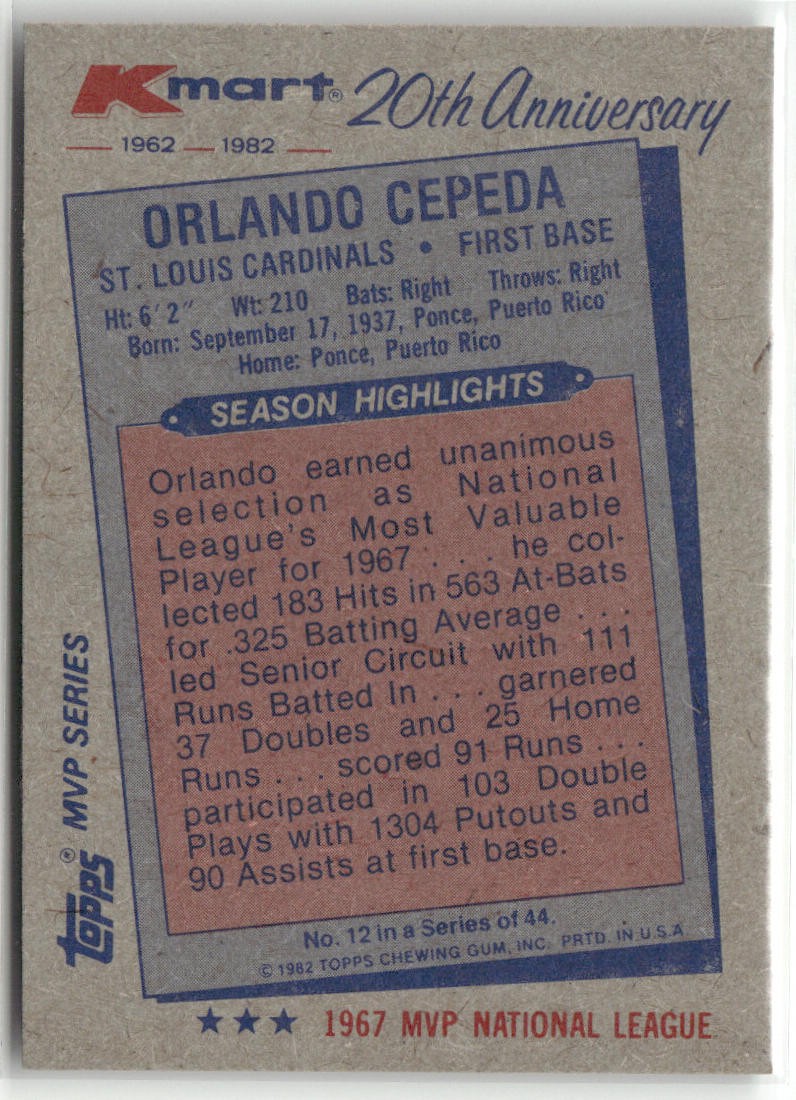 Kmart® 20th Anniversary
1962 1982
ORLANDO CEPEDA
ST. LOUIS CARDINALS • FIRST BASE
Ht: 6'2" Wt: 210 Bats: Right Throws: Right
Born: September 17, 1937, Ponce, Puerto Rico
Home: Ponce, Puerto Rico
SEASON HIGHLIGHTS
Orlando earned unanimous
selection as National
League's Most Valuable
Player for 1967 . . . he col-
lected 183 Hits in 563 At-Bats
for .325 Batting Average . . .
led Senior Circuit with 111
Runs Batted In . . . garnered
37 Doubles and 25 Home
Runs . . . scored 91 Runs . . .
participated in 103 Double
Plays with 1304 Putouts and
90 Assists at first base.
No. 12 in a Series of 44.
© 1982 TOPPS CHEWING GUM, INC. PRTD. IN U.S.A.
Topps® MVP SERIES
★★★ 1967 MVP NATIONAL LEAGUE